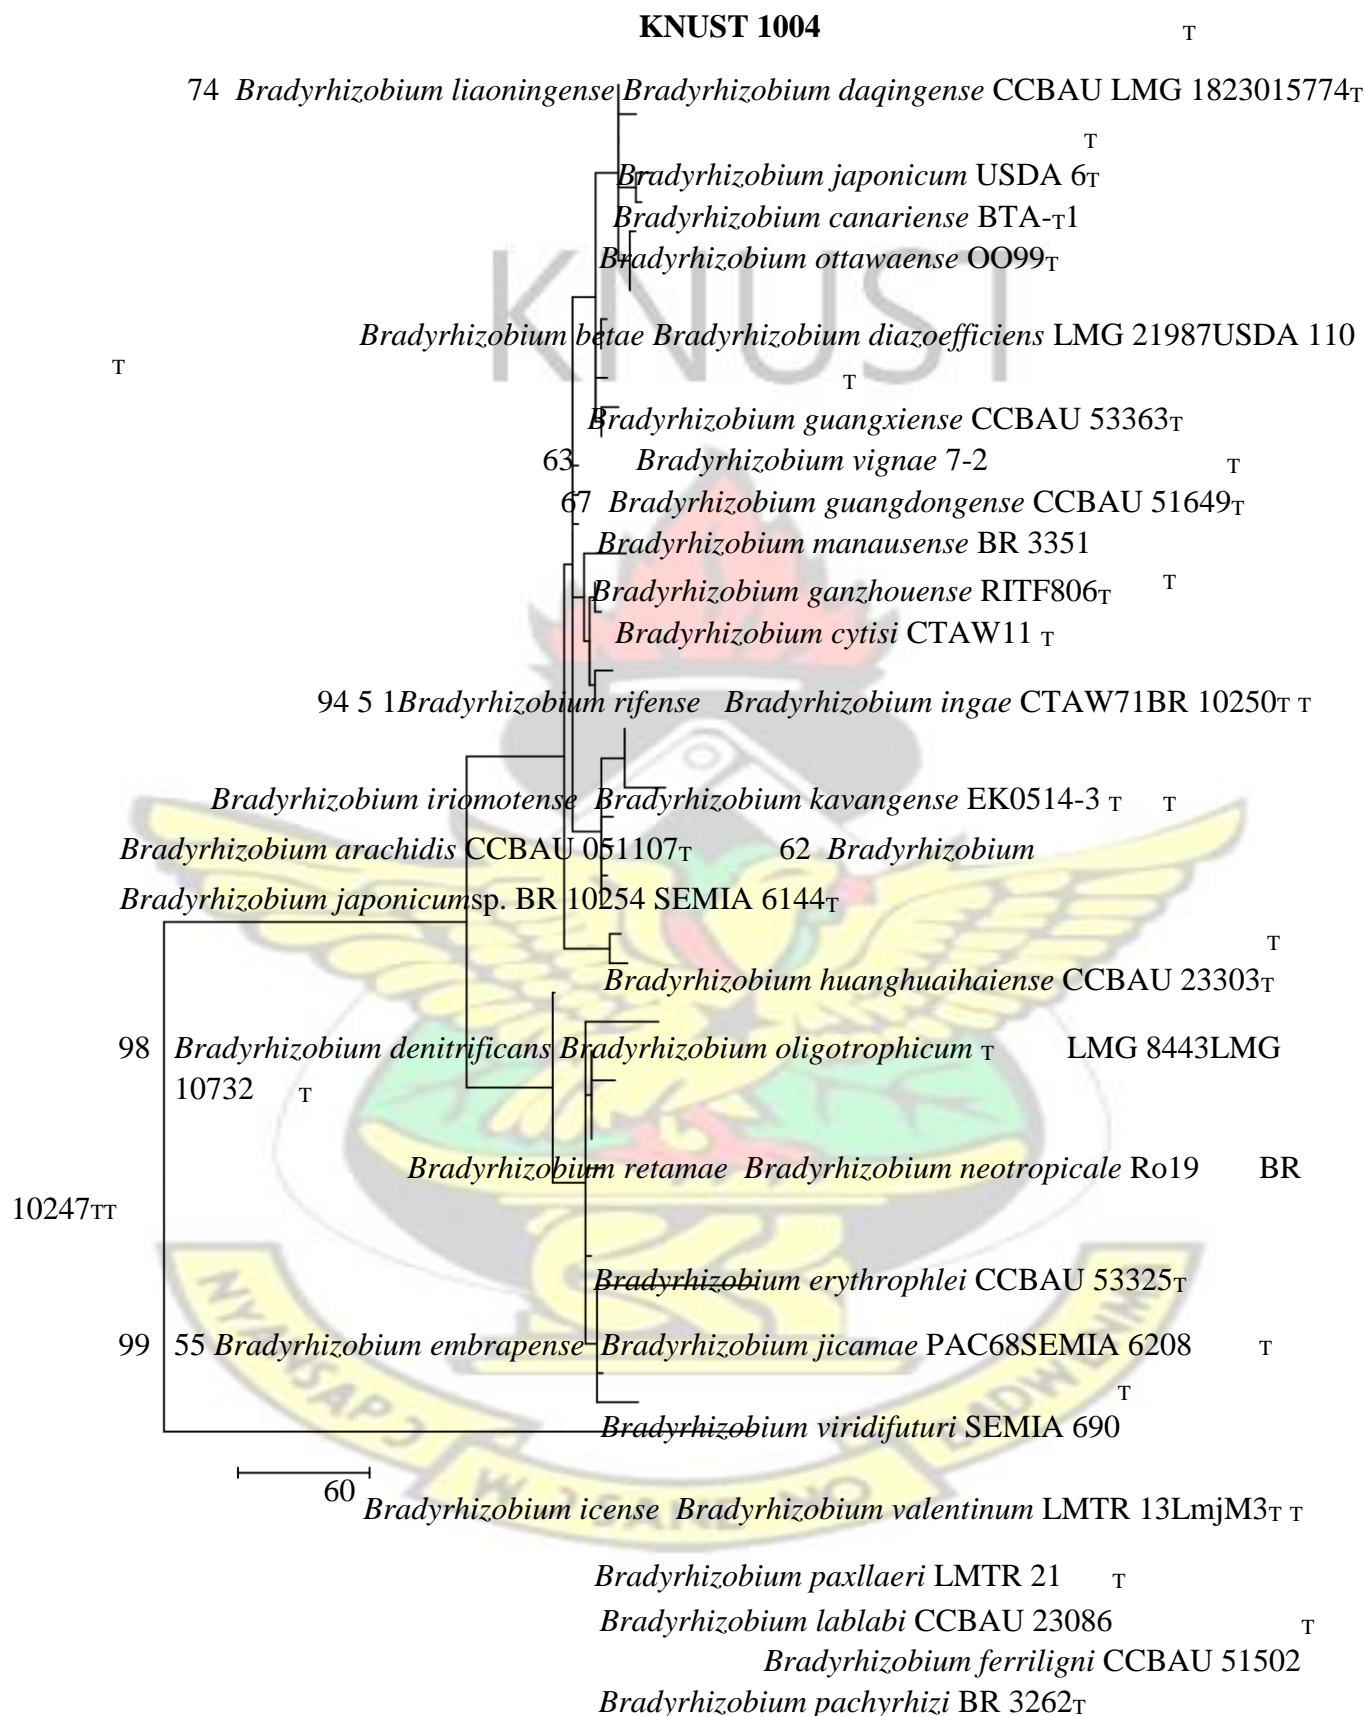 KNUST 1004 T
74 Bradyrhizobium liaoningense Bradyrhizobium daqingense CCBAU LMG 1823015774T
T
Bradyrhizobium japonicum USDA 6T
Bradyrhizobium canariense BTA-T1
Bradyrhizobium ottawaense OO99T
KNUST
Bradyrhizobium betae Bradyrhizobium diazoefficiens LMG 21987USDA 110
T
T
Bradyrhizobium guangxiense CCBAU 53363T
63 Bradyrhizobium vignae 7-2 T
67 Bradyrhizobium guangdongense CCBAU 51649T
Bradyrhizobium manausense BR 3351
Bradyrhizobium ganzhouense RITF806T T
Bradyrhizobium cytisi CTAW11 T
94 5 1Bradyrhizobium rifense Bradyrhizobium ingae CTAW71BR 10250T T
Bradyrhizobium iriomotense Bradyrhizobium kavangense EK0514-3 T T
Bradyrhizobium arachidis CCBAU 051107T 62 Bradyrhizobium
Bradyrhizobium japonicumsp. BR 10254 SEMIA 6144T
T
Bradyrhizobium huanghuaihaiense CCBAU 23303T
98 Bradyrhizobium denitrificans Bradyrhizobium oligotrophicum T LMG 8443LMG
10732 T
Bradyrhizobium retamae Bradyrhizobium neotropicale Ro19 BR
10247TT
Bradyrhizobium erythrophlei CCBAU 53325T
99 55 Bradyrhizobium embrapense Bradyrhizobium jicamae PAC68SEMIA 6208 T
T
Bradyrhizobium viridifuturi SEMIA 690
NYANSAPƆ WƆSANE NO BADWENMA
60 Bradyrhizobium icense Bradyrhizobium valentinum LMTR 13LmjM3T T
Bradyrhizobium paxllaeri LMTR 21 T
Bradyrhizobium lablabi CCBAU 23086 T
Bradyrhizobium ferriligni CCBAU 51502
Bradyrhizobium pachyrhizi BR 3262T